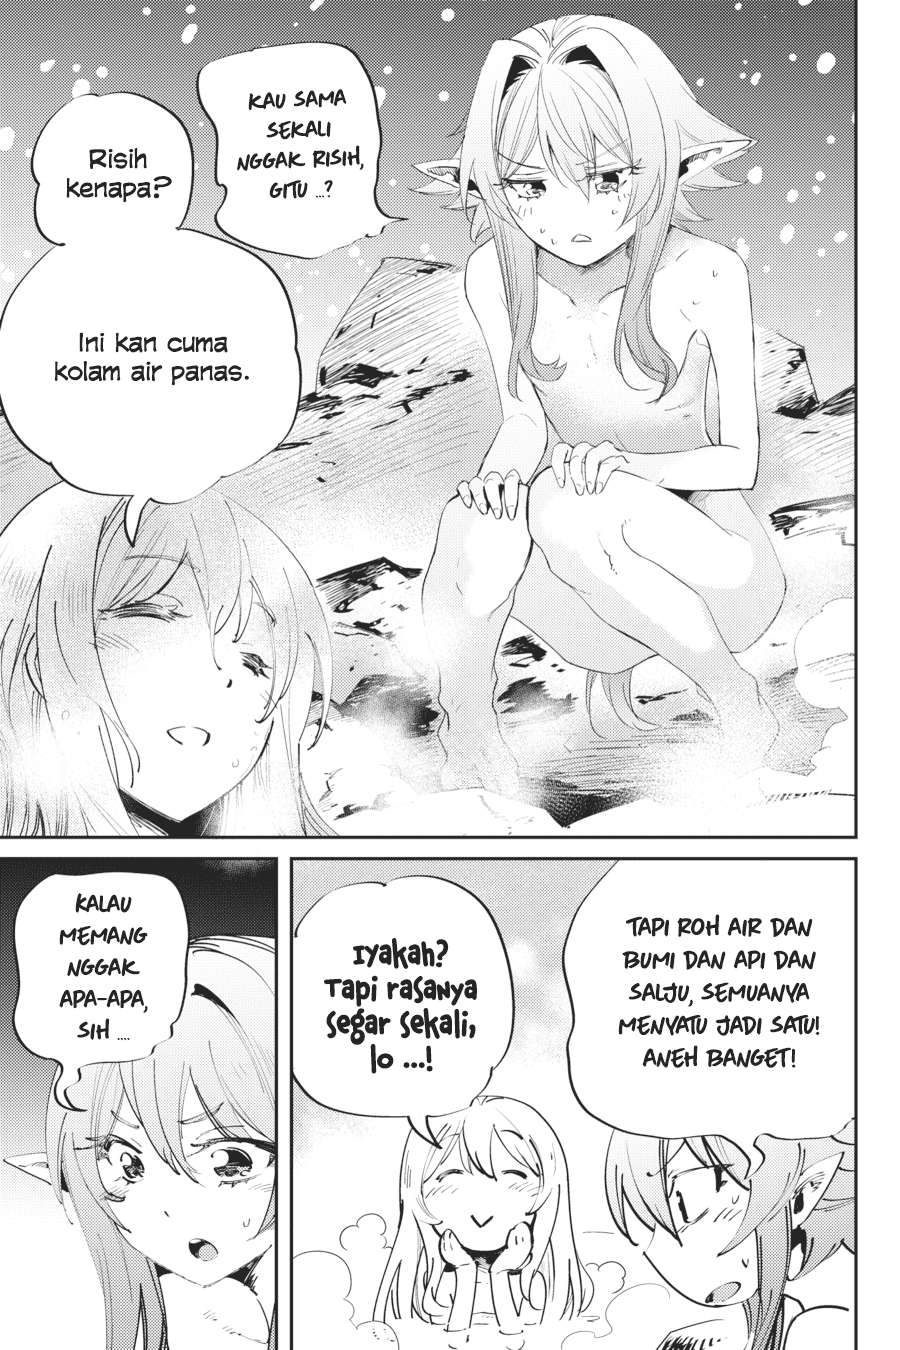 KAU SAMA
SEKALI
NGGAK RISIH,
GITU ...?
Risih
kenapa?
Ini kan cuma
kolam air panas.
TAPI ROH AIR DAN
BUMI DAN API DAN
SALJU, SEMUANYA
MENYATU JADI SATU!
ANEH BANGET!
Iyakah?
Tapi rasanya
segar sekali,
lo ...!
KALAU
MEMANG
NGGAK
APA-APA,
SIH ....